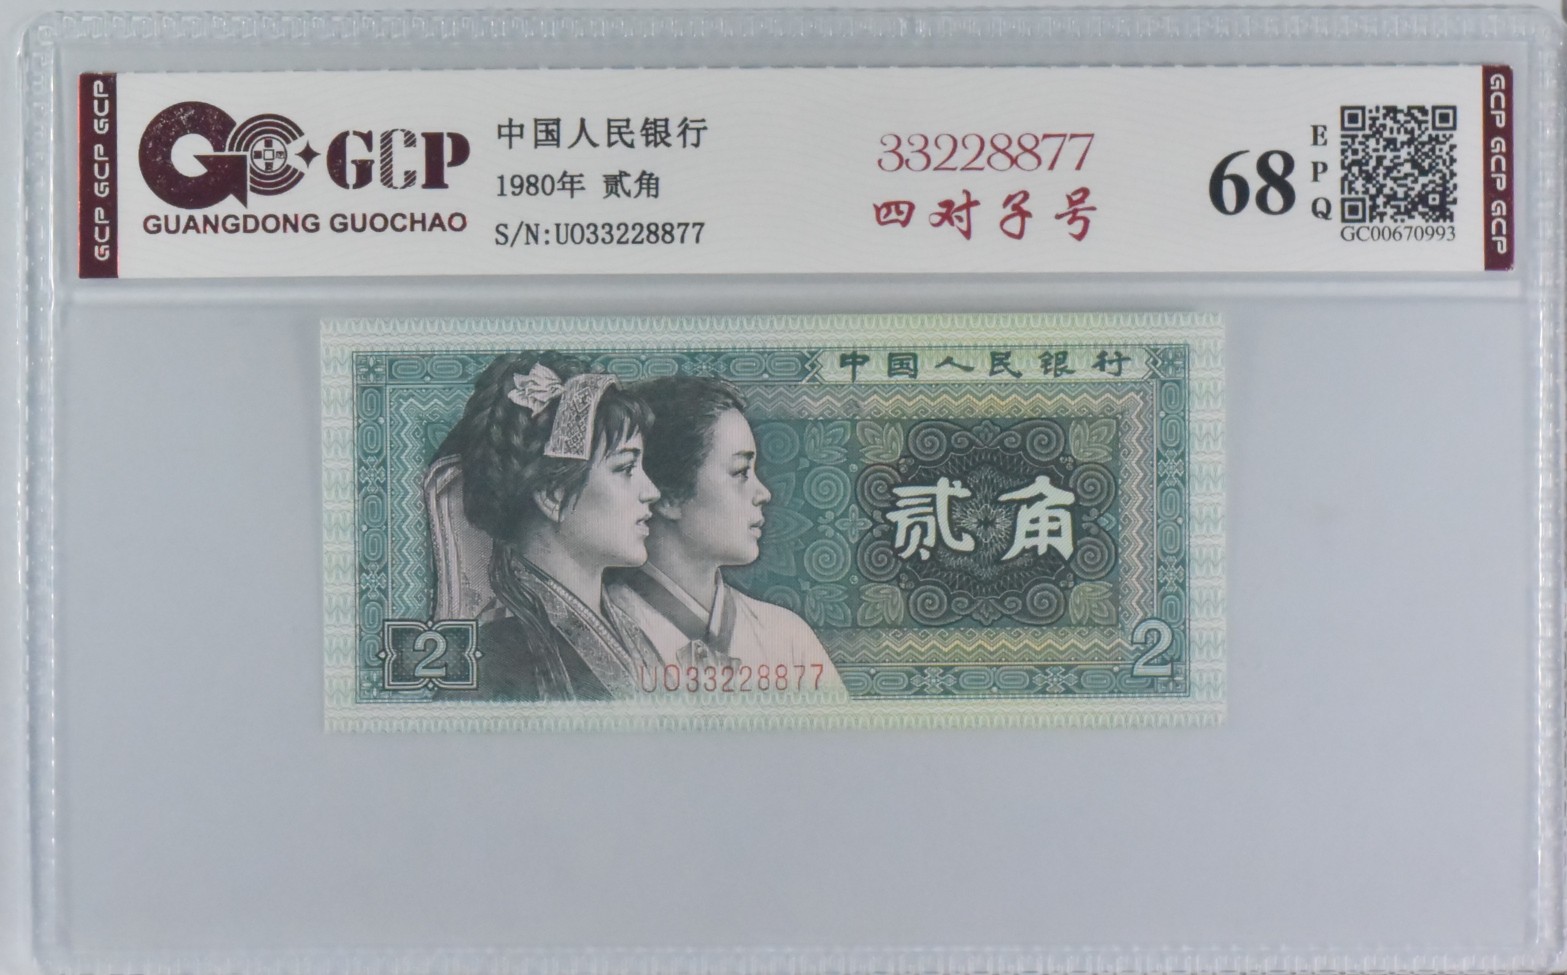 GCP GCP GCP
GCP
GUANGDONG GUOCHAO
中国人民银行
1980年 贰角
S/N:U033228877
33228877
四对子号
68
EPQ
GC00670993
GCP GCP GCP
中国人民银行
贰角
2
UO33228877
2